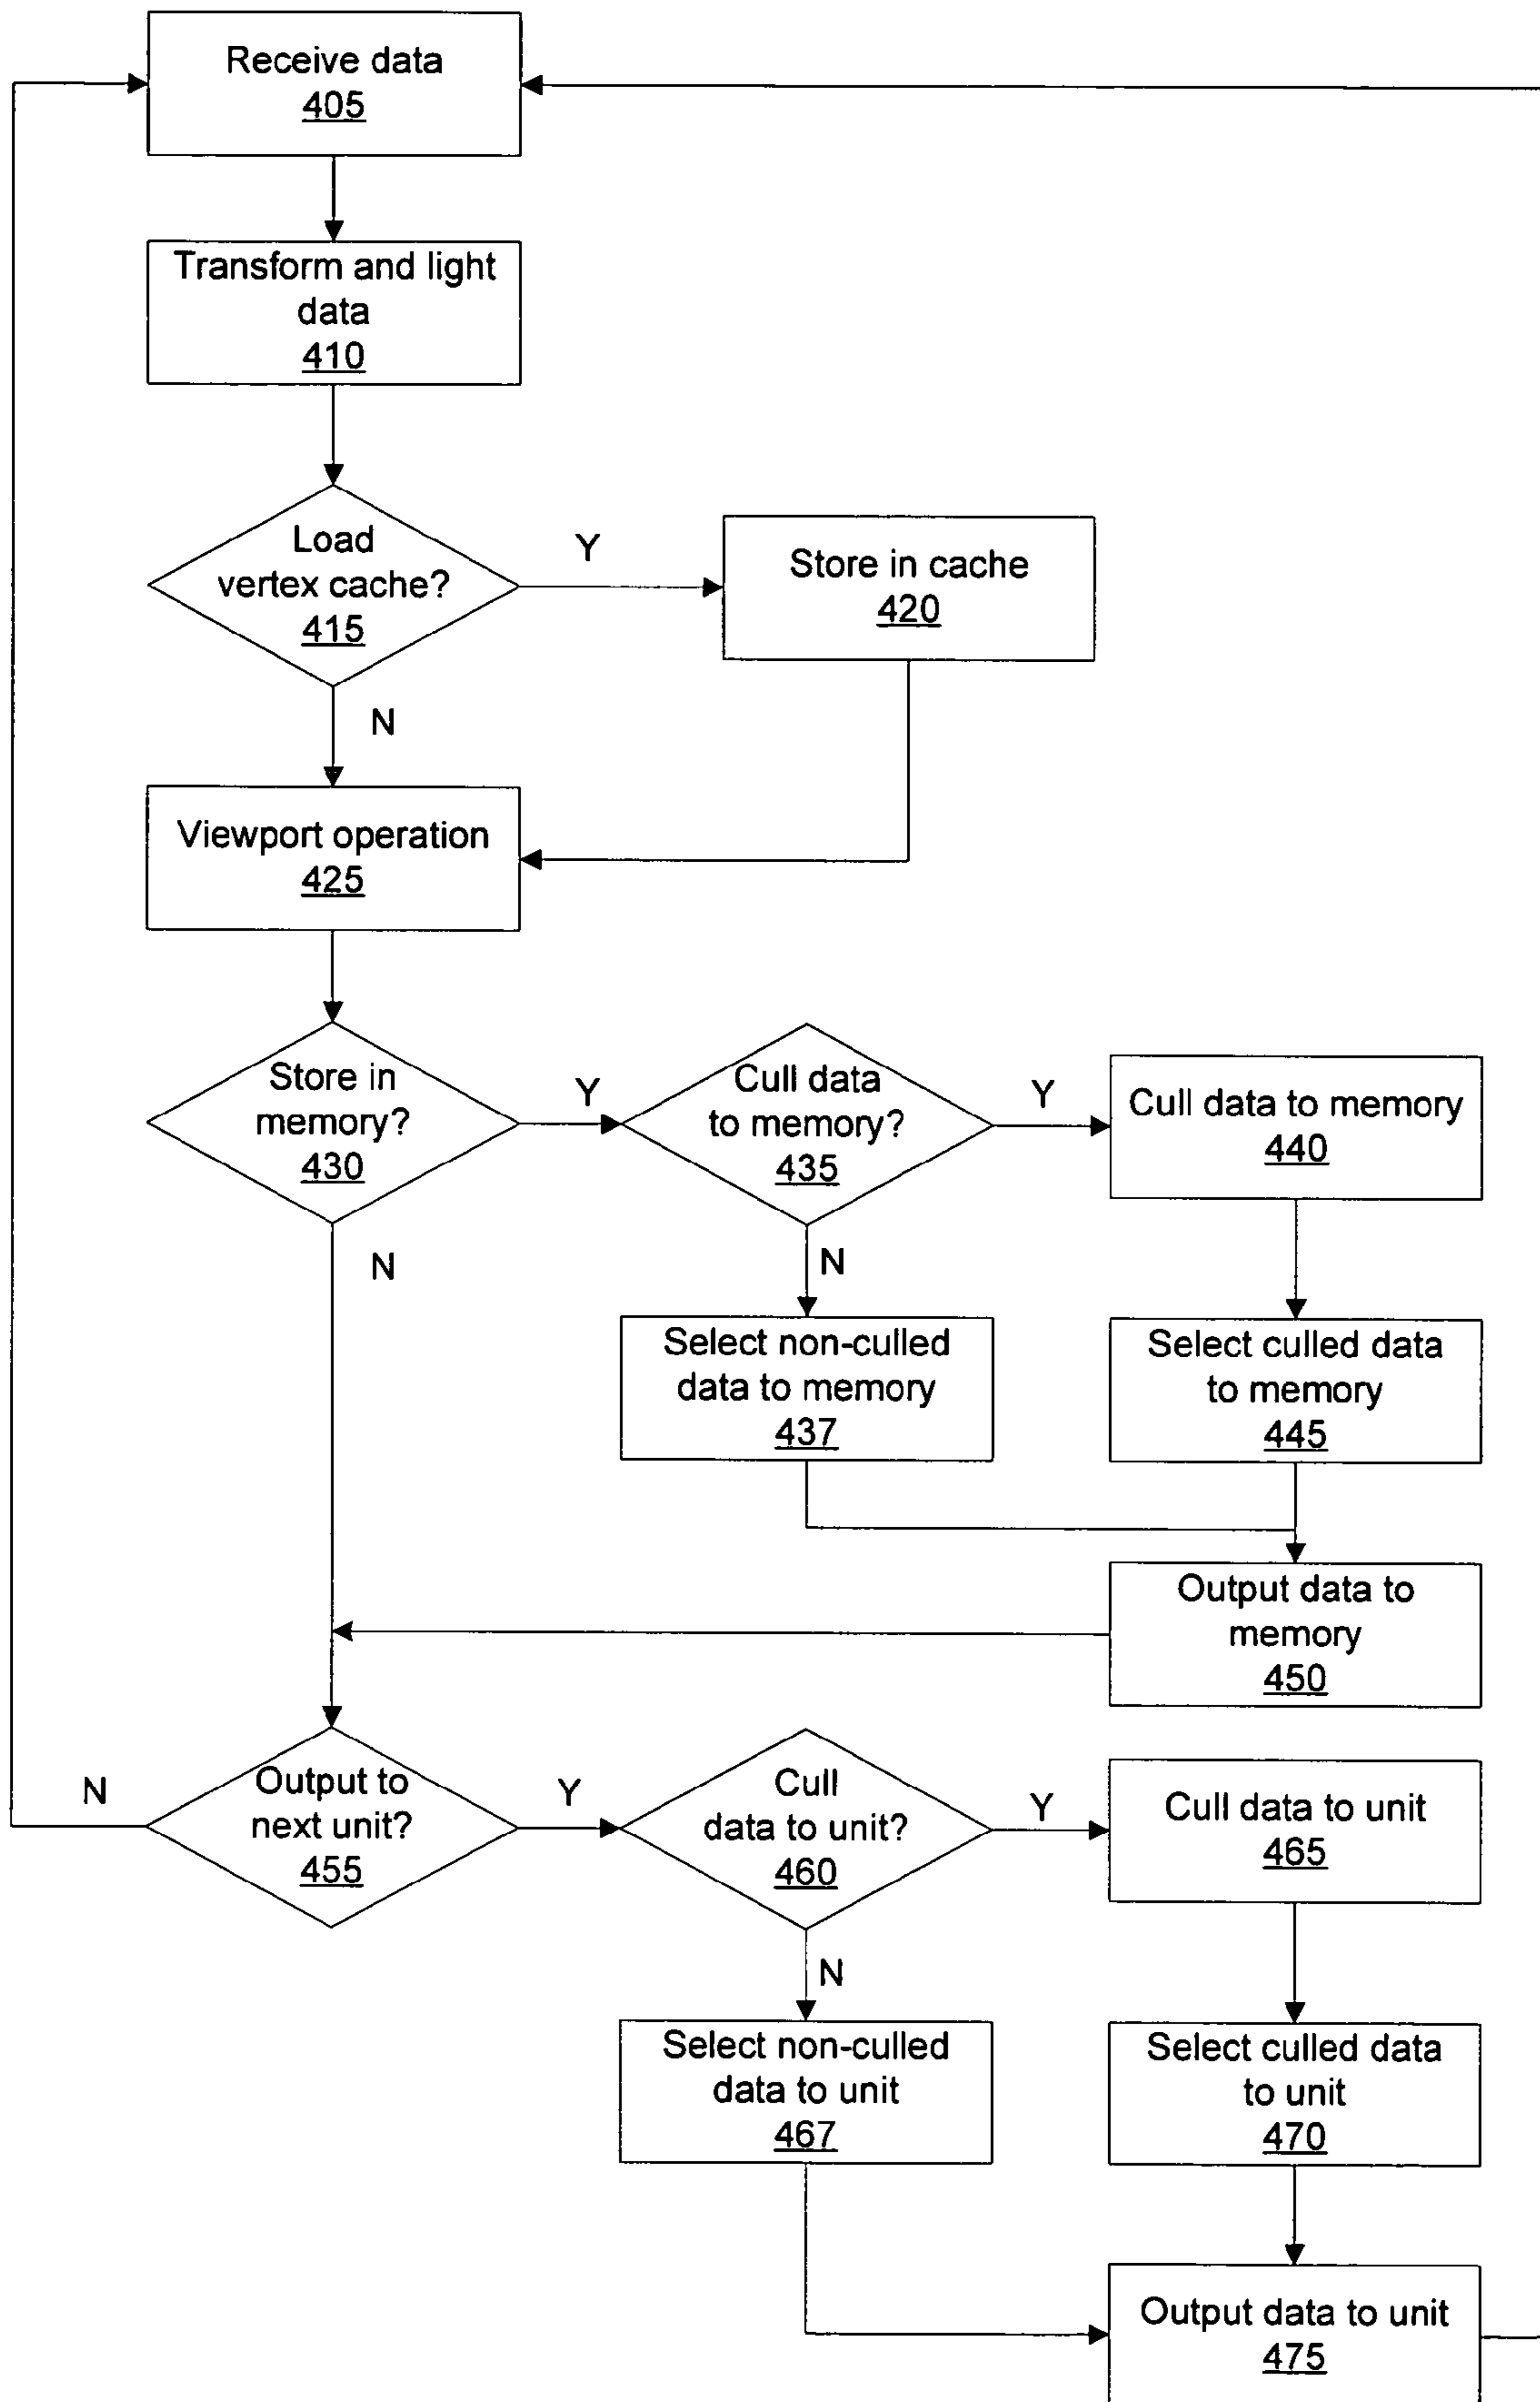 Receive data
405
Transform and light
data
410
Load
vertex cache?
415
Y
Store in cache
420
N
Viewport operation
425
Store in
memory?
430
Y
Cull data
to memory?
435
Y
Cull data to memory
440
N
N
Select non-culled
data to memory
437
Select culled data
to memory
445
Output data to
memory
450
N
Output to
next unit?
455
Y
Cull
data to unit?
460
Y
Cull data to unit
465
N
Select non-culled
data to unit
467
Select culled data
to unit
470
Output data to unit
475